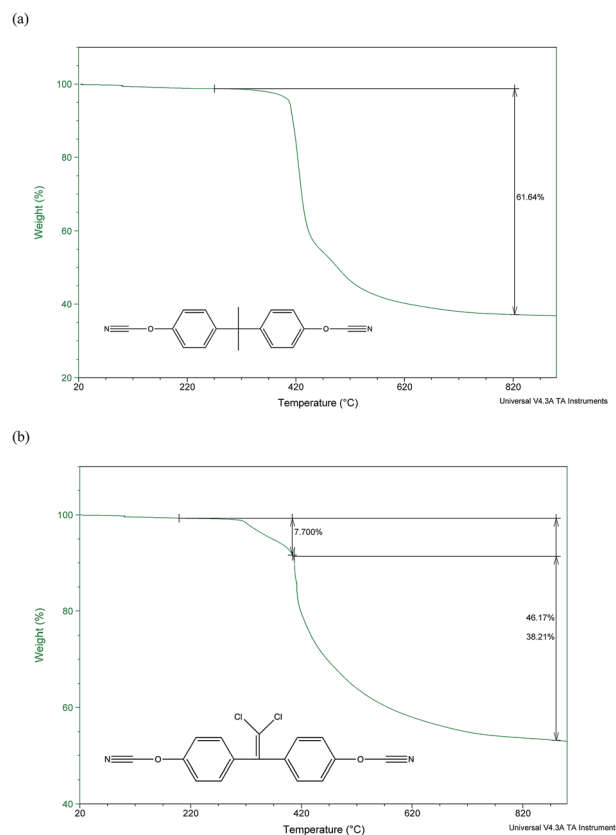 (a)
100
80
60
40
20
Weight (%)
61.64%
N
O
O
N
20
220
420
620
820
Temperature (°C)
Universal V4.3A TA Instruments
(b)
100
80
60
40
Weight (%)
7.700%
46.17%
38.21%
Cl Cl
N
O
O
N
20
220
420
620
820
Temperature (°C)
Universal V4.3A TA Instruments